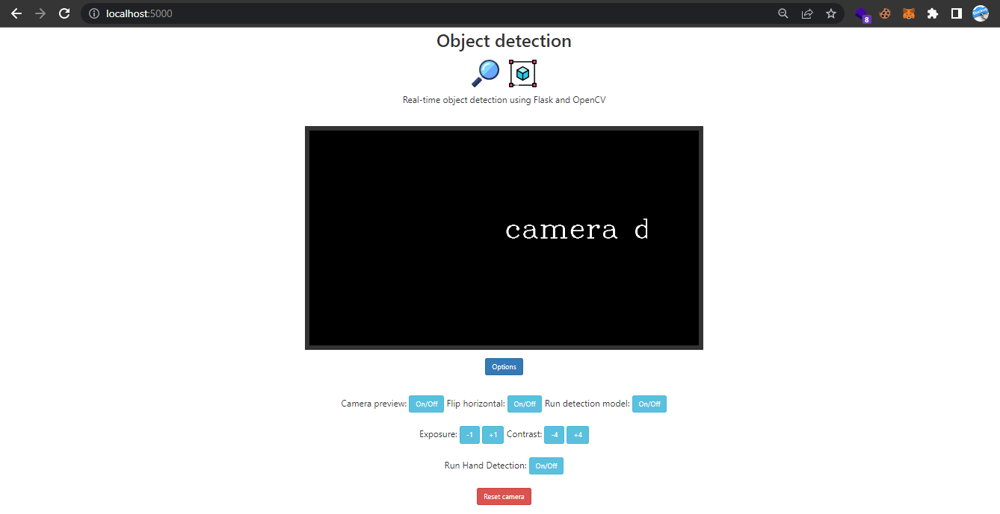 localhost:5000
8
Object detection
Real-time object detection using Flask and OpenCV
camera d
Options
Camera preview: On/Off Flip horizontal: On/Off Run detection model: On/Off
Exposure: -1 +1 Contrast: -4 +4
Run Hand Detection: On/Off
Reset camera